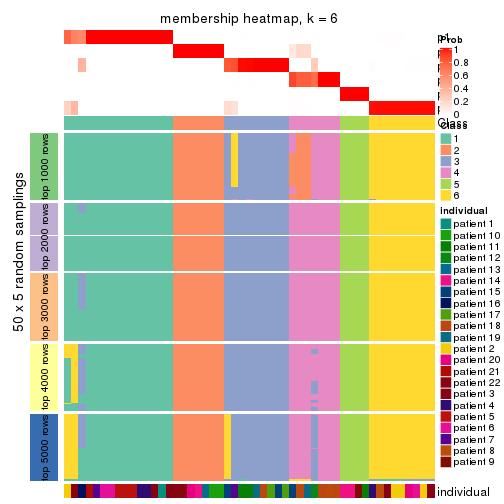 membership heatmap, k = 6
50 x 5 random samplings
top 1000 rows
top 2000 rows
top 3000 rows
top 4000 rows
top 5000 rows
Prob
1
0.8
0.6
0.4
0.2
0
Class
Class
1
2
3
4
5
6
individual
patient 1
patient 10
patient 11
patient 12
patient 13
patient 14
patient 15
patient 16
patient 17
patient 18
patient 19
patient 2
patient 20
patient 21
patient 22
patient 3
patient 4
patient 5
patient 6
patient 7
patient 8
patient 9
individual